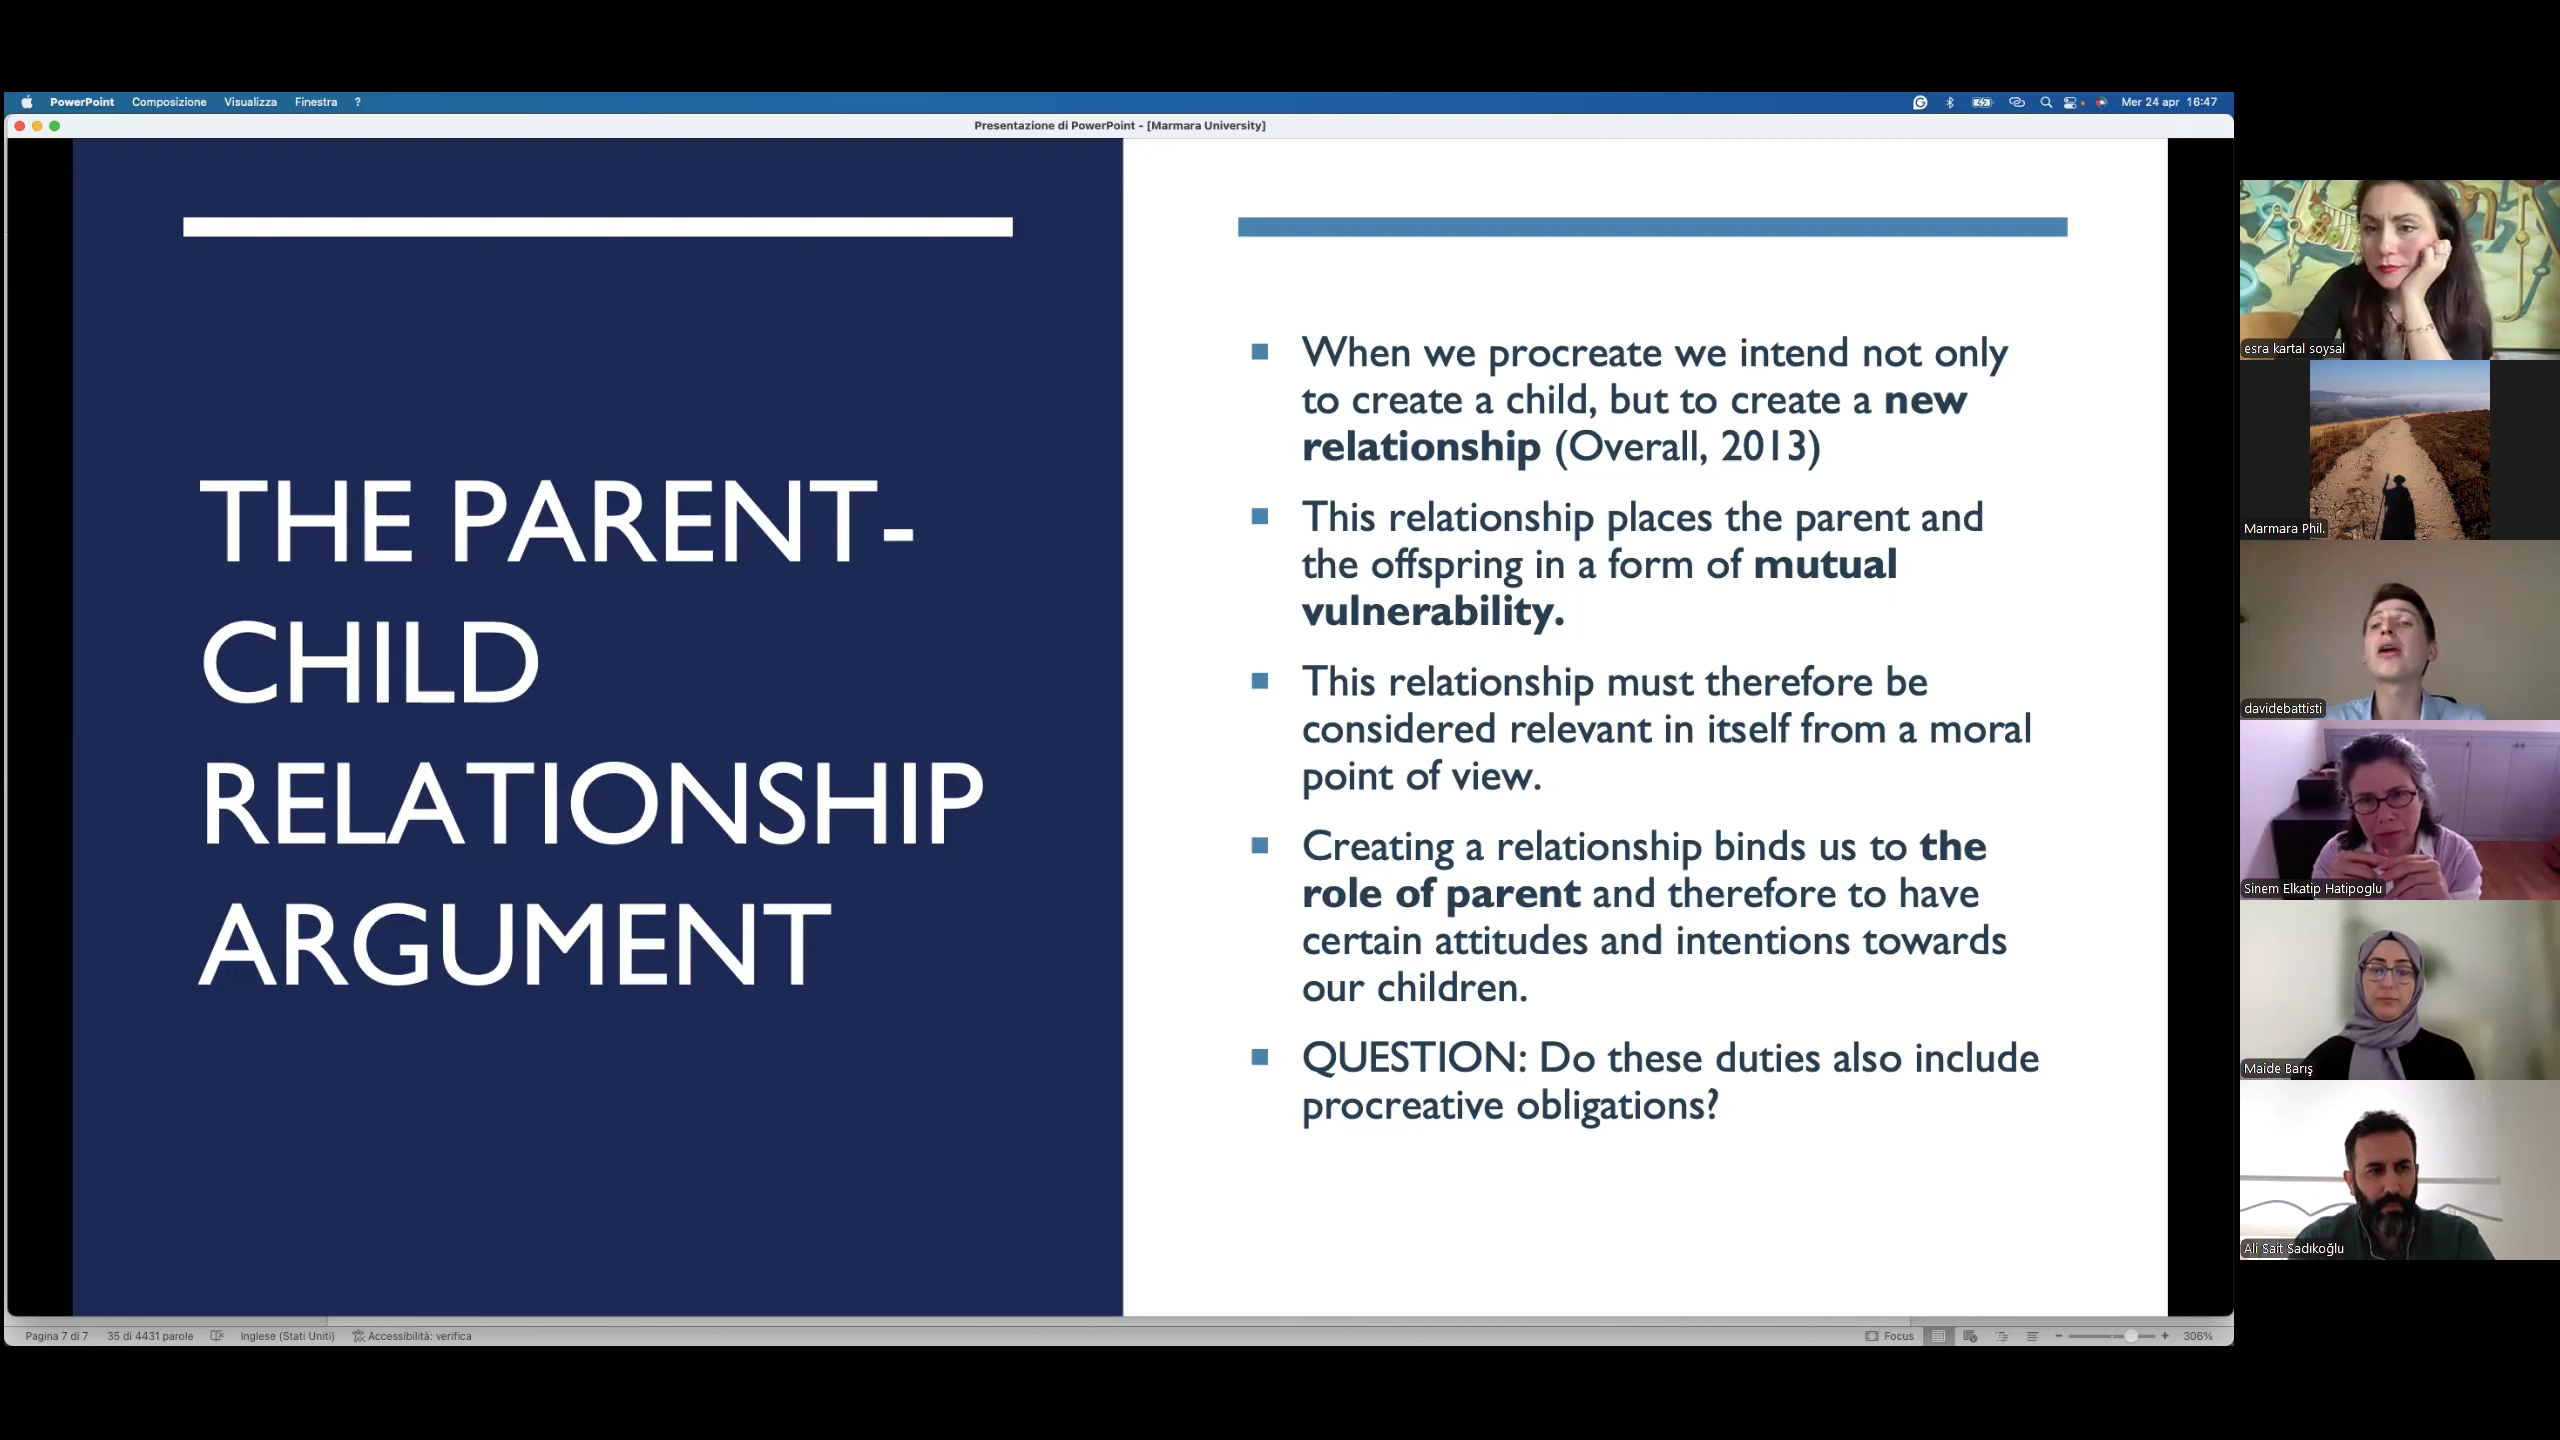 PowerPoint Composizione Visualizza Finestra ?
Mer 24 apr 16:47
Presentazione di PowerPoint - [Marmara University]
THE PARENT-
CHILD
RELATIONSHIP
ARGUMENT
When we procreate we intend not only
to create a child, but to create a new
relationship (Overall, 2013)
This relationship places the parent and
the offspring in a form of mutual
vulnerability.
This relationship must therefore be
considered relevant in itself from a moral
point of view.
Creating a relationship binds us to the
role of parent and therefore to have
certain attitudes and intentions towards
our children.
QUESTION: Do these duties also include
procreative obligations?
Pagina 7 di 7 35 di 4431 parole Inglese (Stati Uniti) Accessibilità: verifica
Focus
306%
esra kartal soysal
Marmara Phil.
davidebattisti
Sinem Elkatip Hatipoglu
Maide Barış
Ali Sait Sadıkoğlu